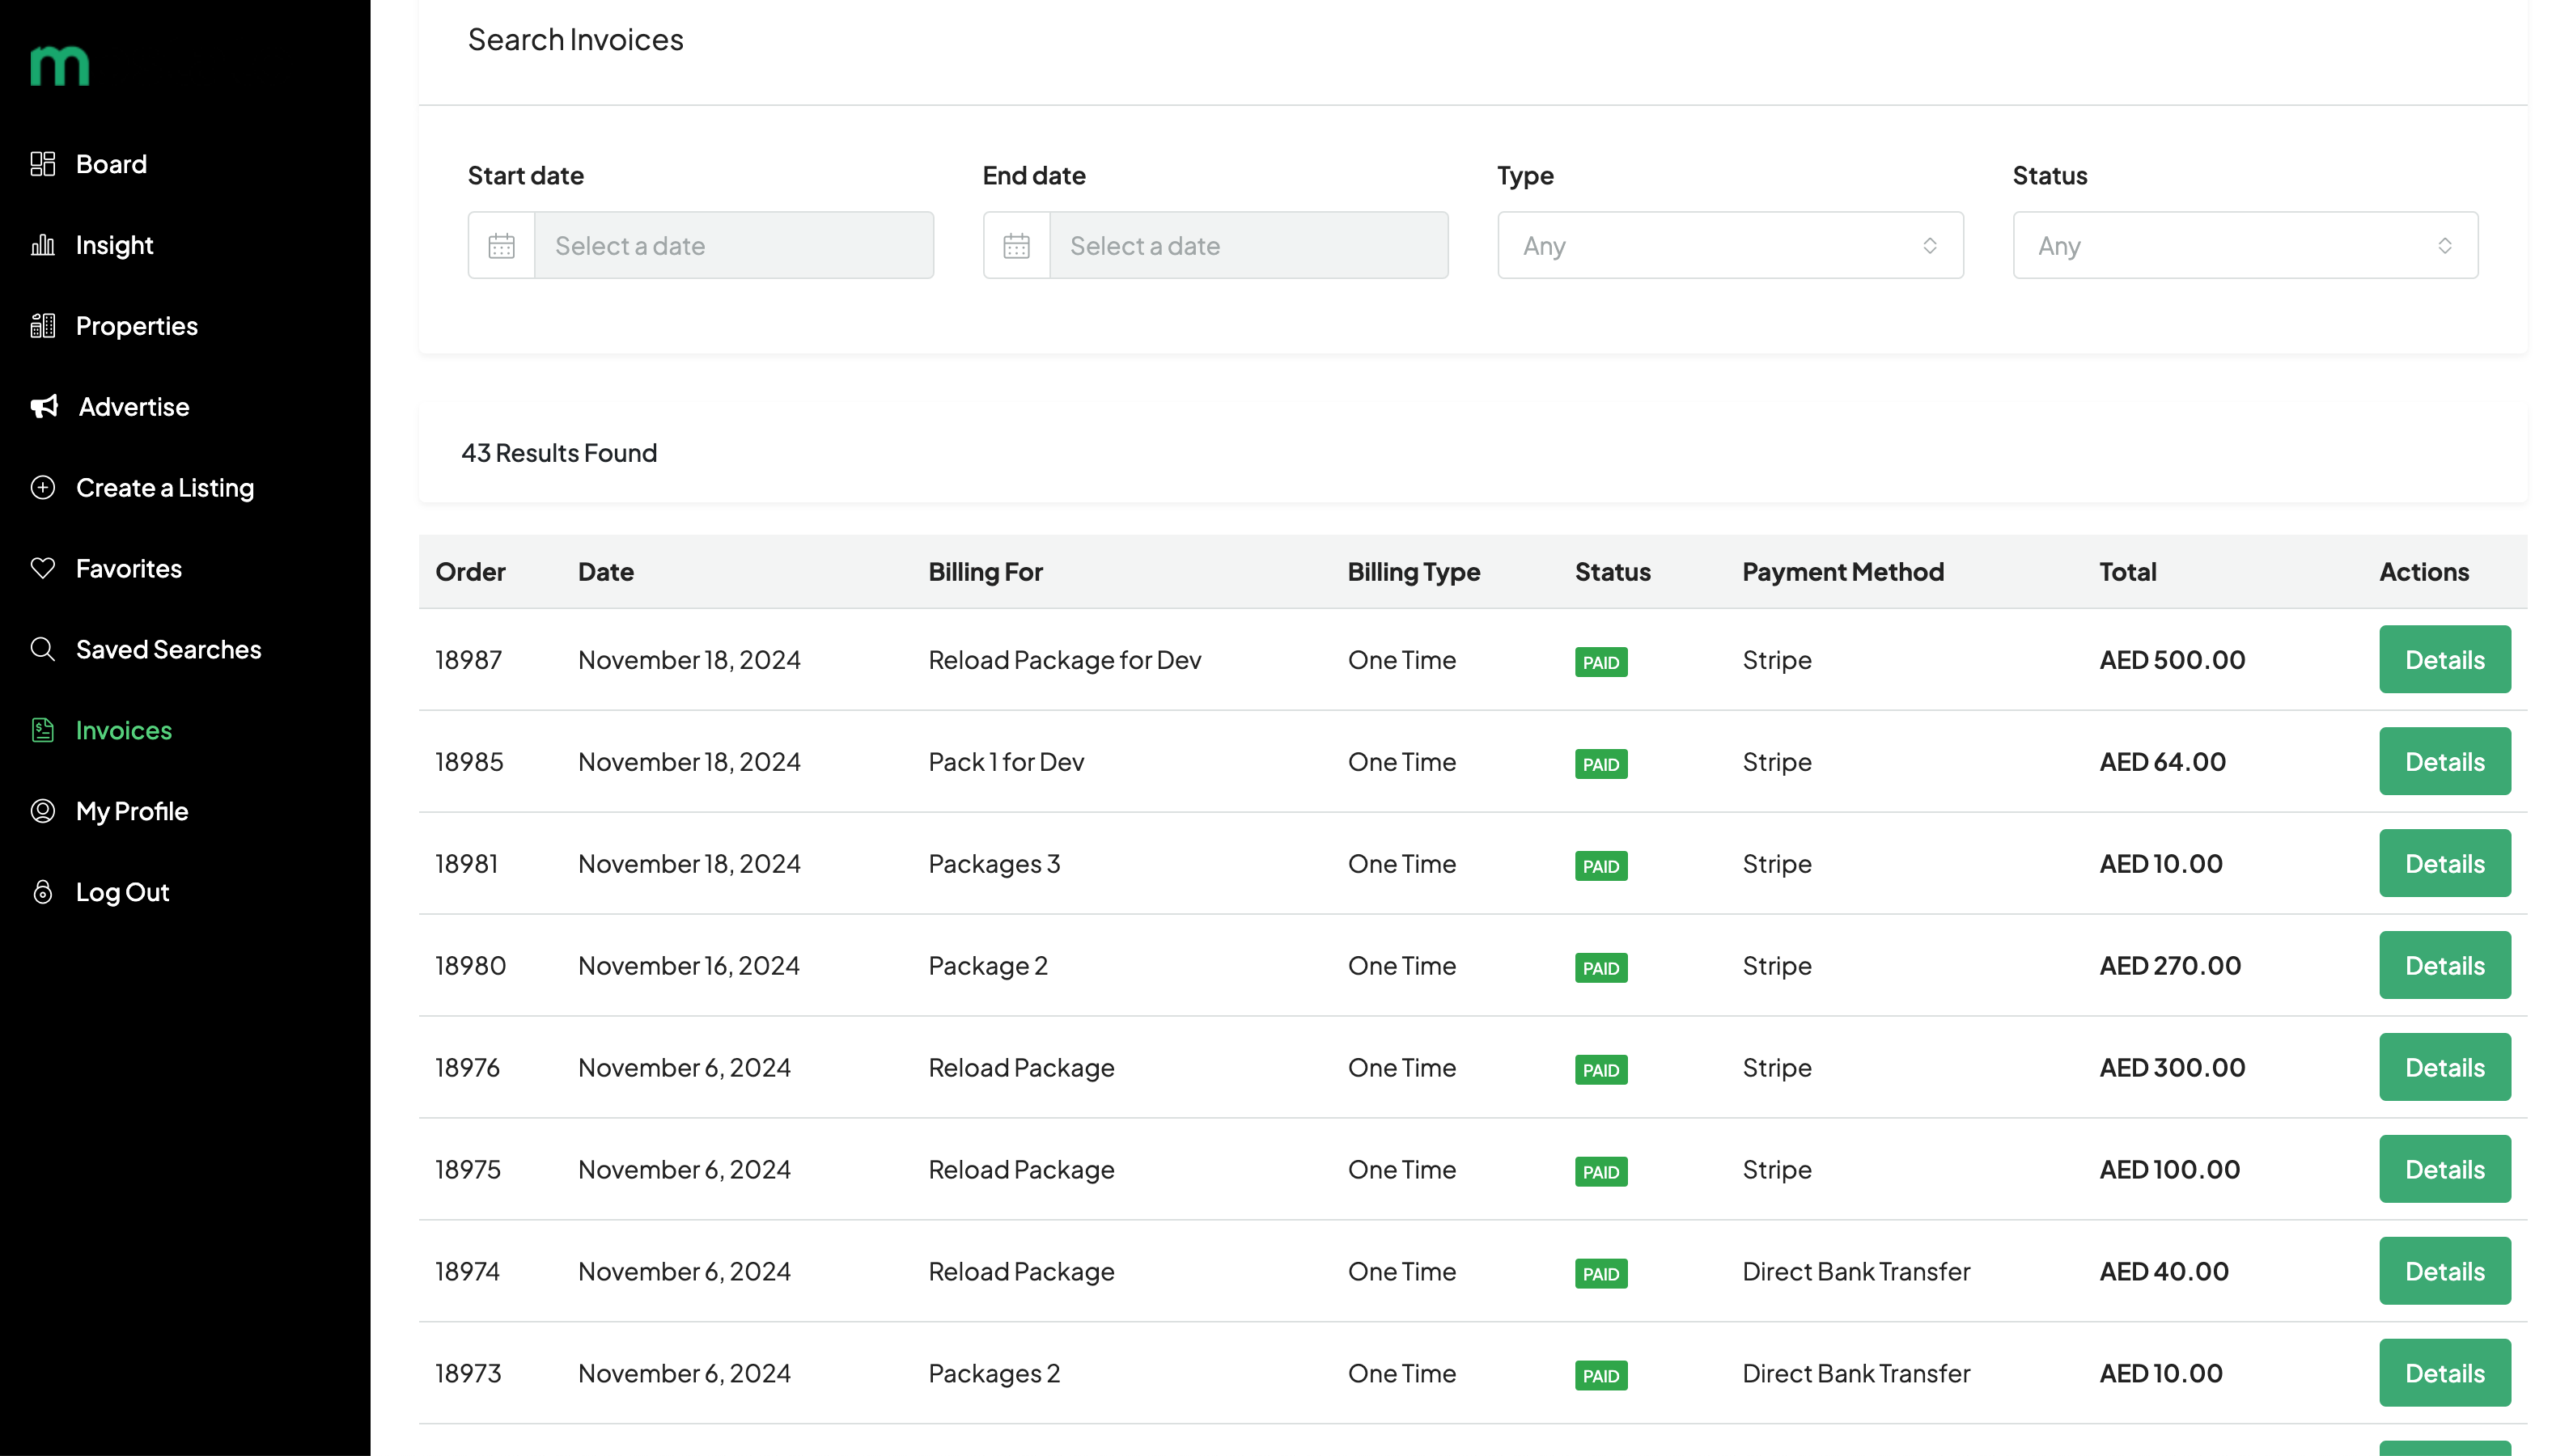 m
Board
Insight
Properties
Advertise
Create a Listing
Favorites
Saved Searches
Invoices
My Profile
Log Out
Search Invoices
Start date End date Type Status
Select a date Select a date Any Any
43 Results Found
Order Date Billing For Billing Type Status Payment Method Total Actions
18987 November 18, 2024 Reload Package for Dev One Time PAID Stripe AED 500.00 Details
18985 November 18, 2024 Pack 1 for Dev One Time PAID Stripe AED 64.00 Details
18981 November 18, 2024 Packages 3 One Time PAID Stripe AED 10.00 Details
18980 November 16, 2024 Package 2 One Time PAID Stripe AED 270.00 Details
18976 November 6, 2024 Reload Package One Time PAID Stripe AED 300.00 Details
18975 November 6, 2024 Reload Package One Time PAID Stripe AED 100.00 Details
18974 November 6, 2024 Reload Package One Time PAID Direct Bank Transfer AED 40.00 Details
18973 November 6, 2024 Packages 2 One Time PAID Direct Bank Transfer AED 10.00 Details